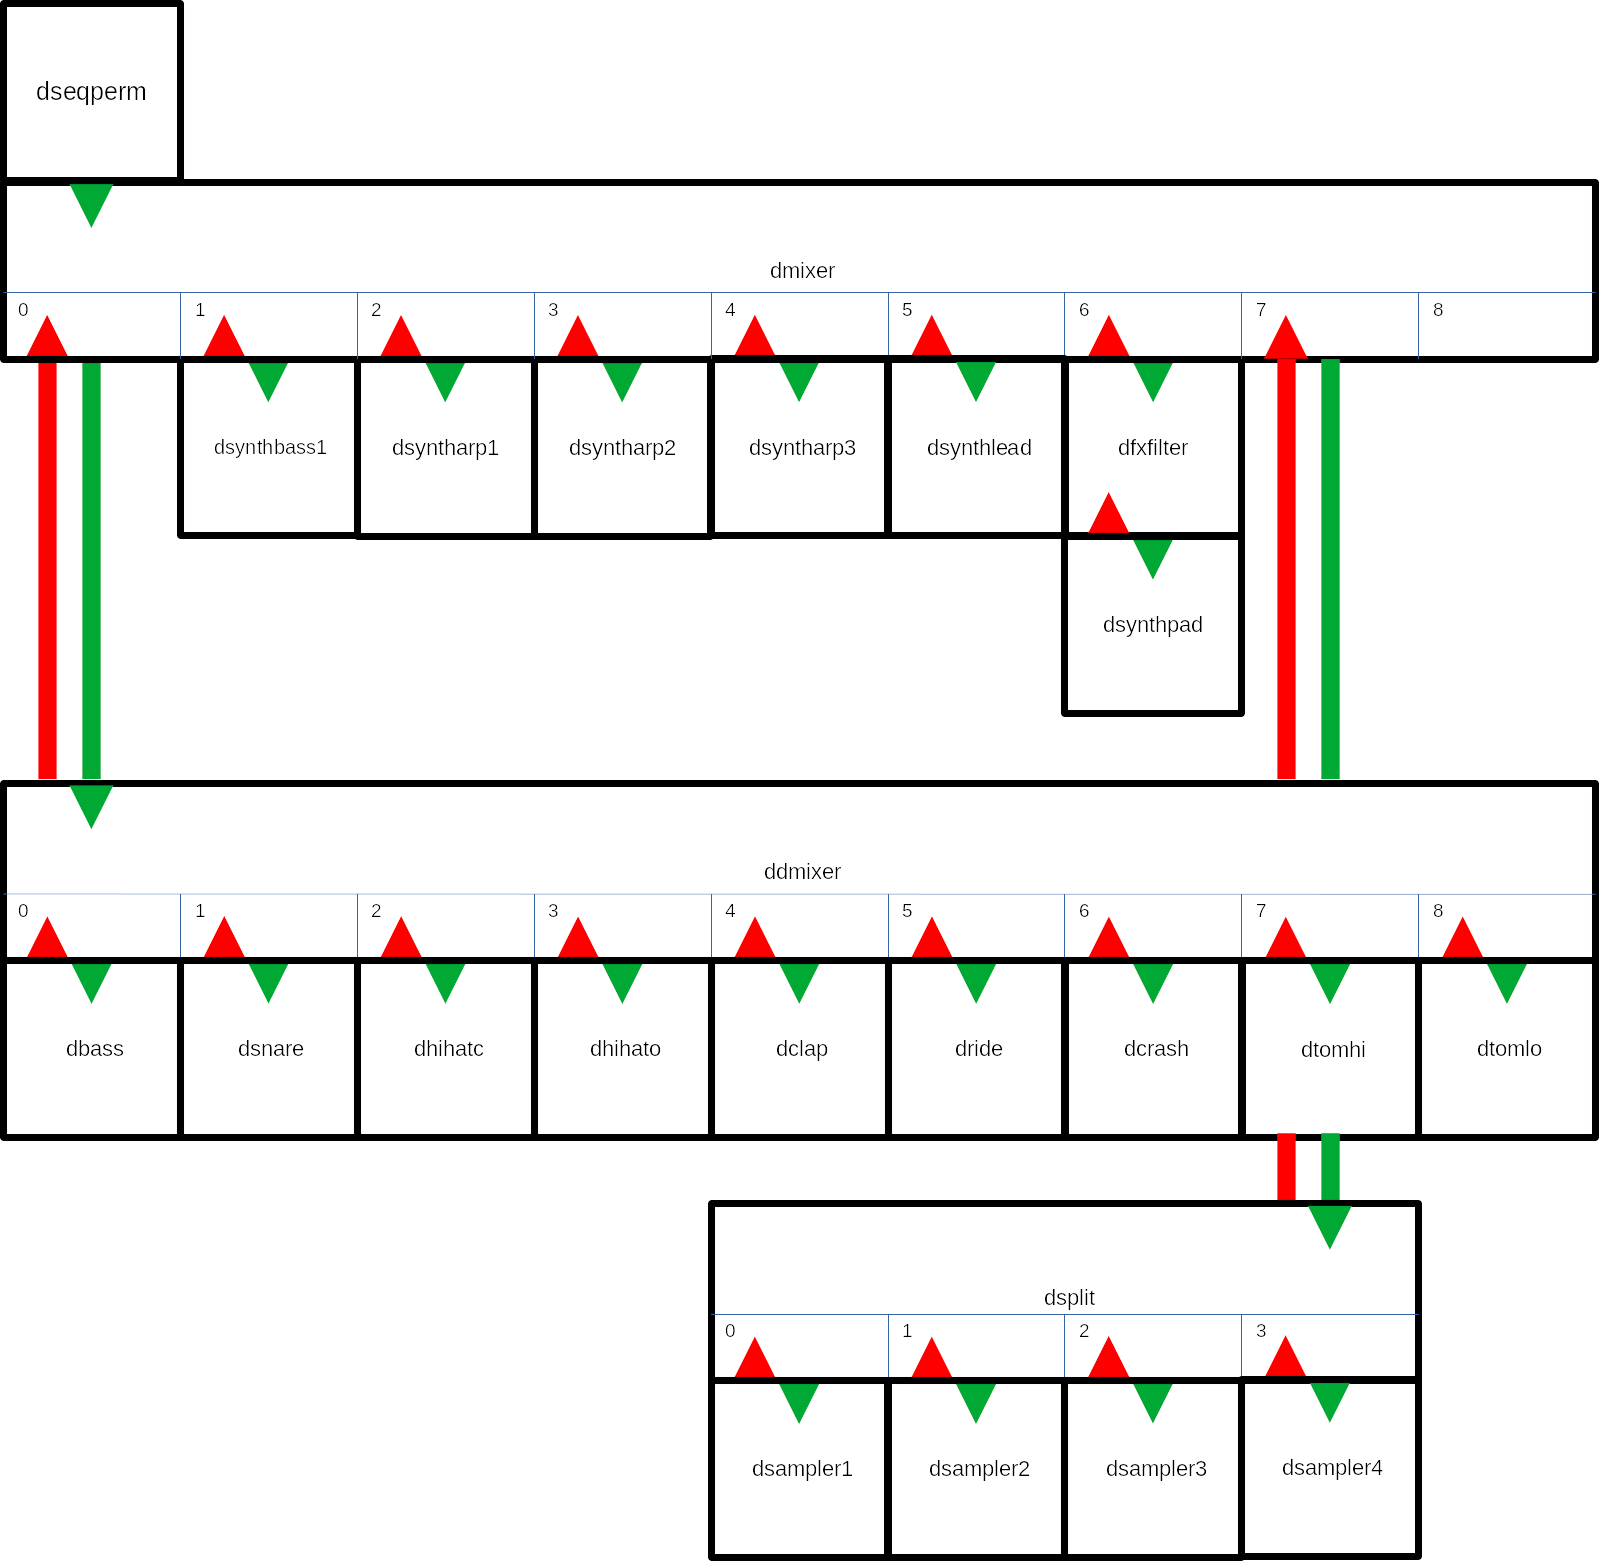 dseqperm
dmixer
0 1 2 3 4 5 6 7 8
dsynthbass1 dsyntharp1 dsyntharp2 dsyntharp3 dsynthlead dfxfilter
dsynthpad
ddmixer
0 1 2 3 4 5 6 7 8
dbass dsnare dhihatc dhihato dclap dride dcrash dtomhi dtomlo
dsplit
0 1 2 3
dsampler1 dsampler2 dsampler3 dsampler4